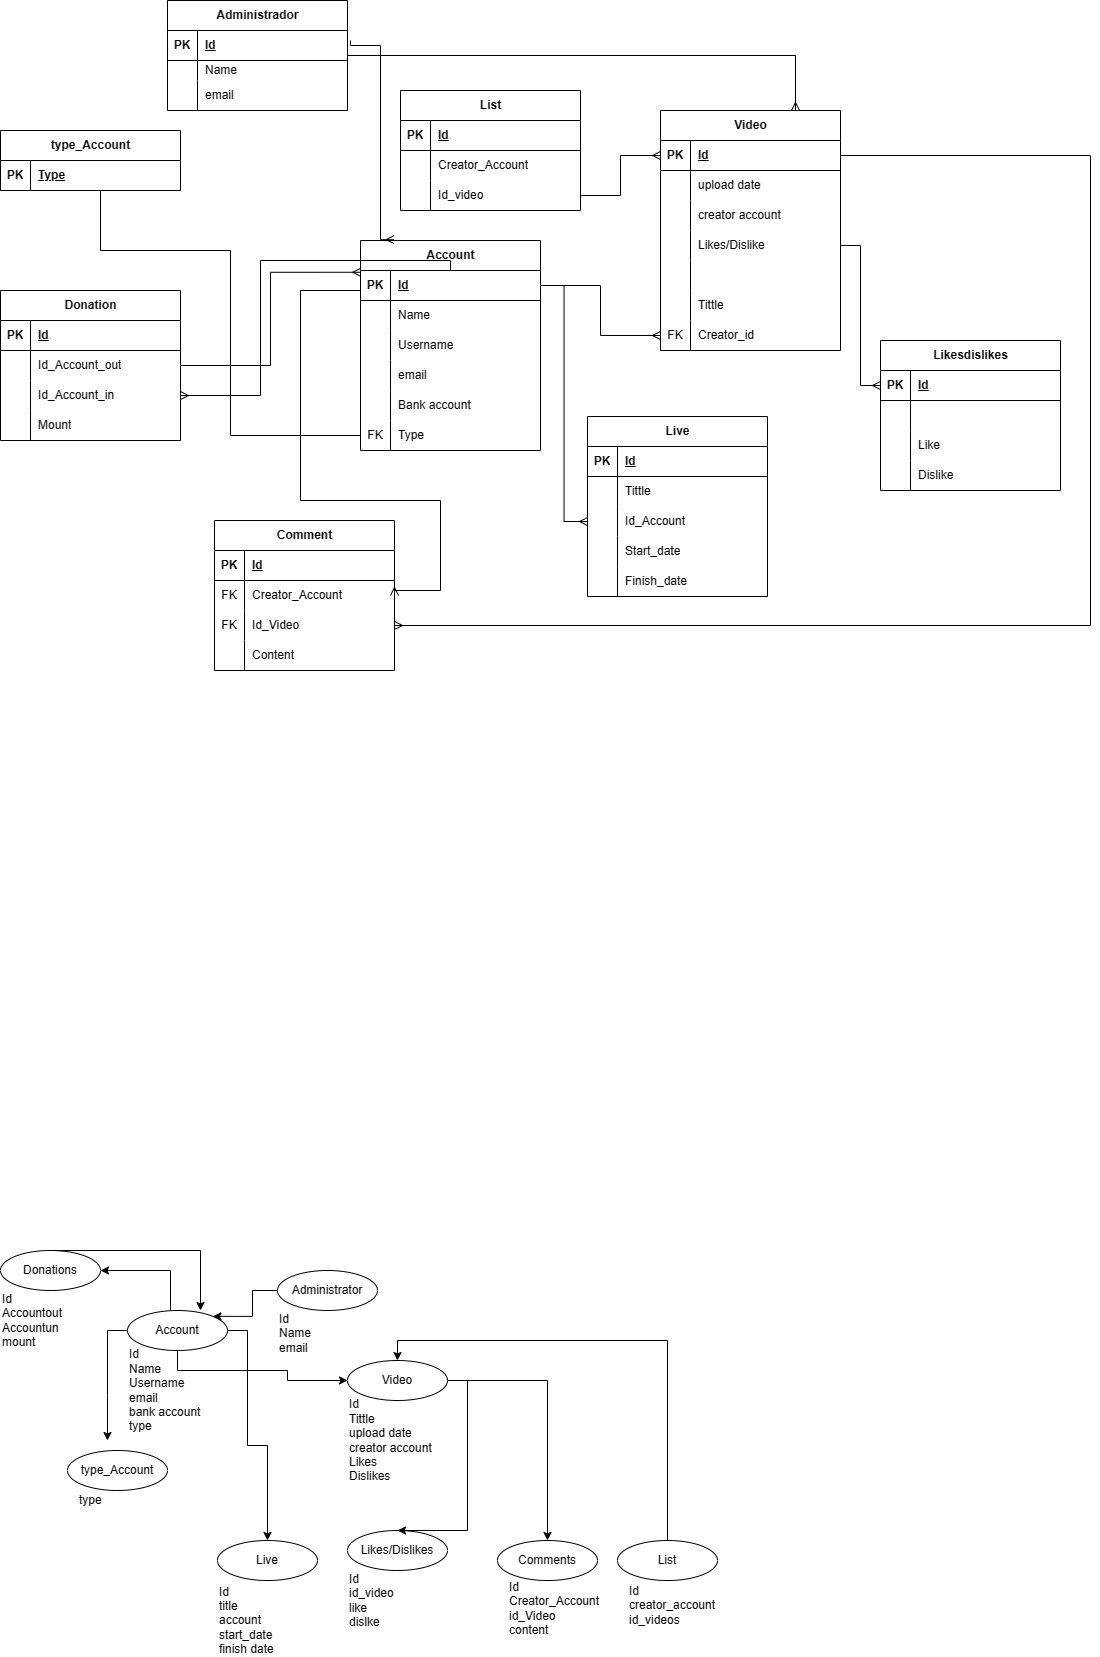 Administrador
PK Id
Name
email
List
PK Id
Creator_Account
Id_video
Video
PK Id
upload date
creator account
Likes/Dislike
Tittle
FK Creator_id
type_Account
PK Type
Account
PK Id
Name
Username
email
Bank account
FK Type
Donation
PK Id
Id_Account_out
Id_Account_in
Mount
Likesdislikes
PK Id
Like
Dislike
Live
PK Id
Tittle
Id_Account
Start_date
Finish_date
Comment
PK Id
FK Creator_Account
FK Id_Video
Content
Donations
Id
Accountout
Accountun
mount
Administrator
Id
Name
email
Account
Id
Name
Username
email
bank account
type
Video
Id
Tittle
upload date
creator account
Likes
Dislikes
type_Account
type
Live
Id
title
account
start_date
finish date
Likes/Dislikes
Id
id_video
like
dislke
Comments
Id
Creator_Account
id_Video
content
List
Id
creator_account
id_videos